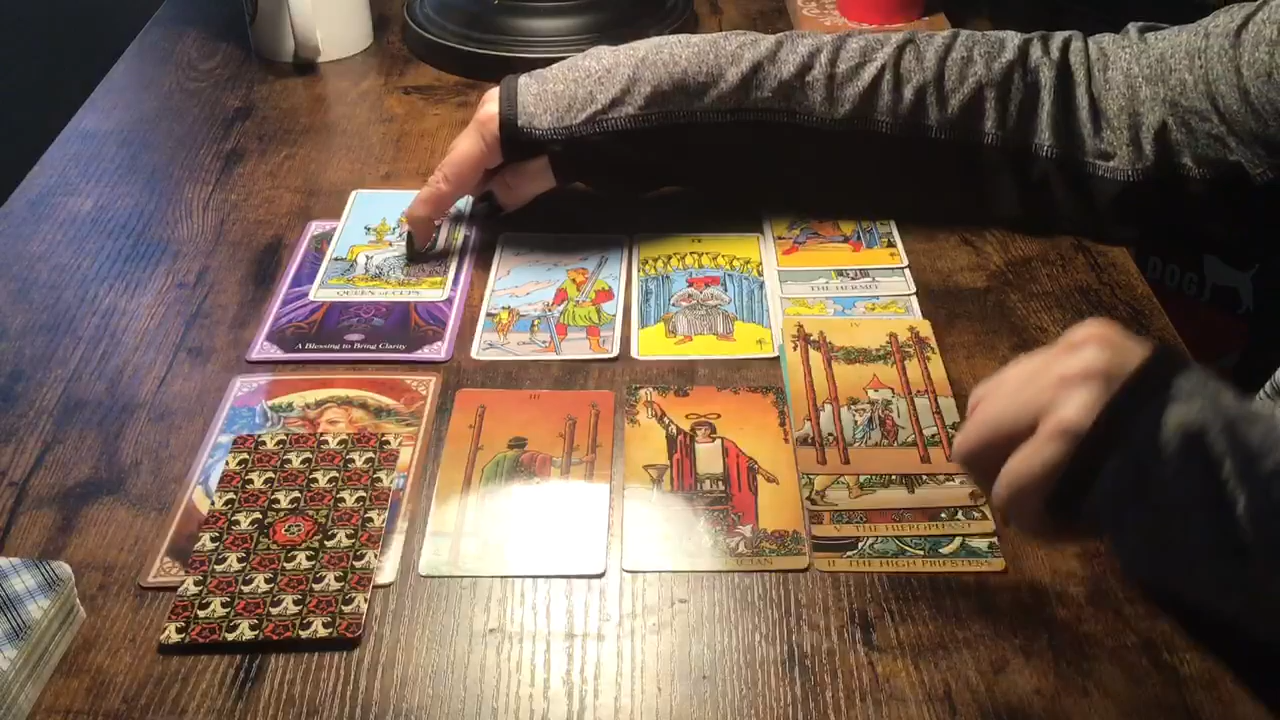 DOG
THE HERMIT
QUEEN of CUPS
A Blessing to Bring Clarity
IV
III
V THE HIEROPHANT
II THE HIGH PRIESTESS